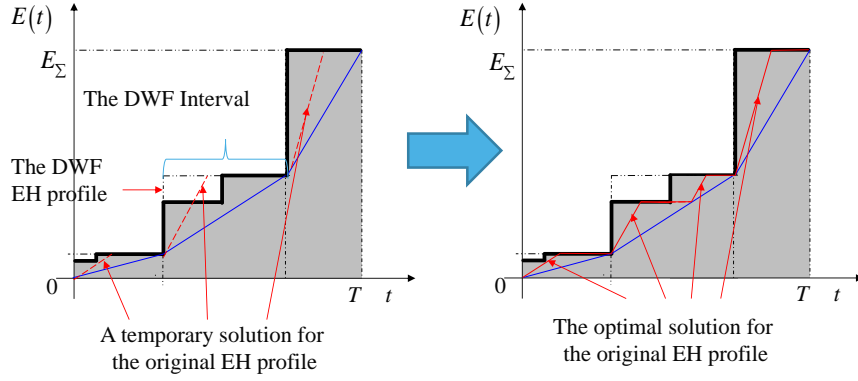 E(t)
E_Σ
The DWF Interval
The DWF
EH profile
0
T
t
A temporary solution for
the original EH profile
E(t)
E_Σ
0
T
t
The optimal solution for
the original EH profile